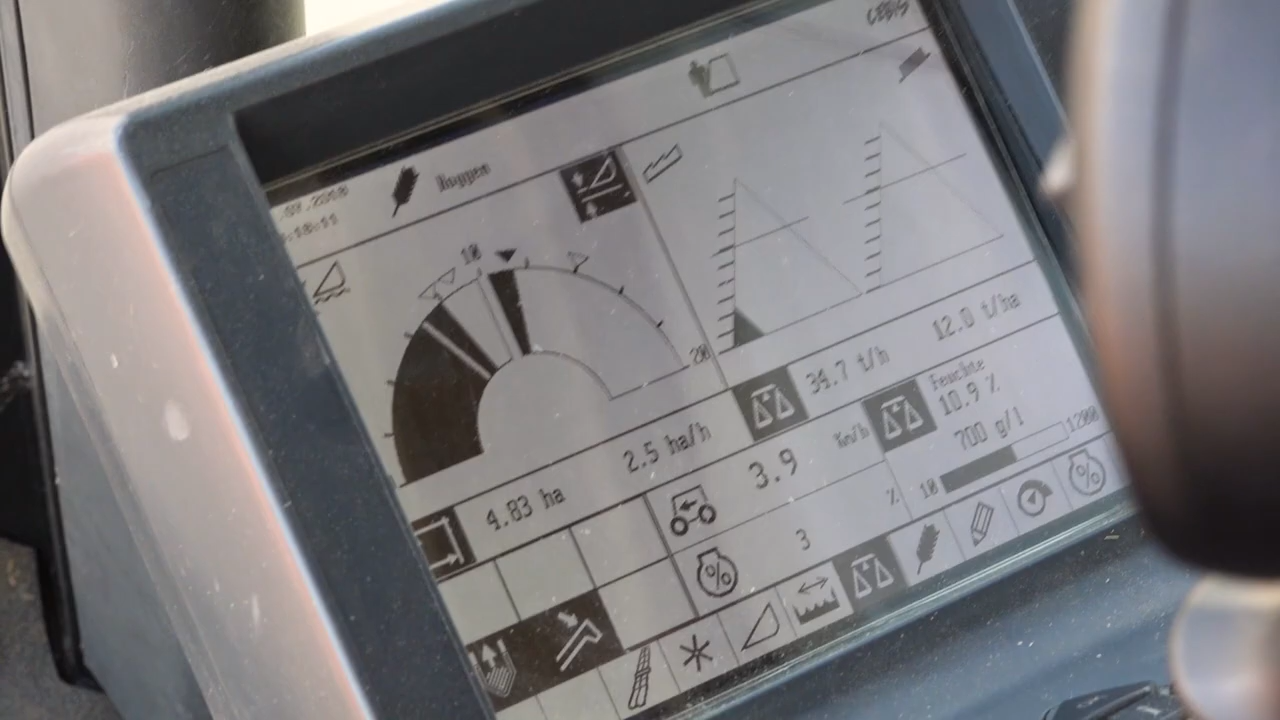 CEBIS
Roggen
10
20
34.7 t/h
12.0 t/ha
2.5 ha/h
4.83 ha
3.9
Km/h
Feuchte
10.9 %
700 g/l
10
1200
%
3
%
%